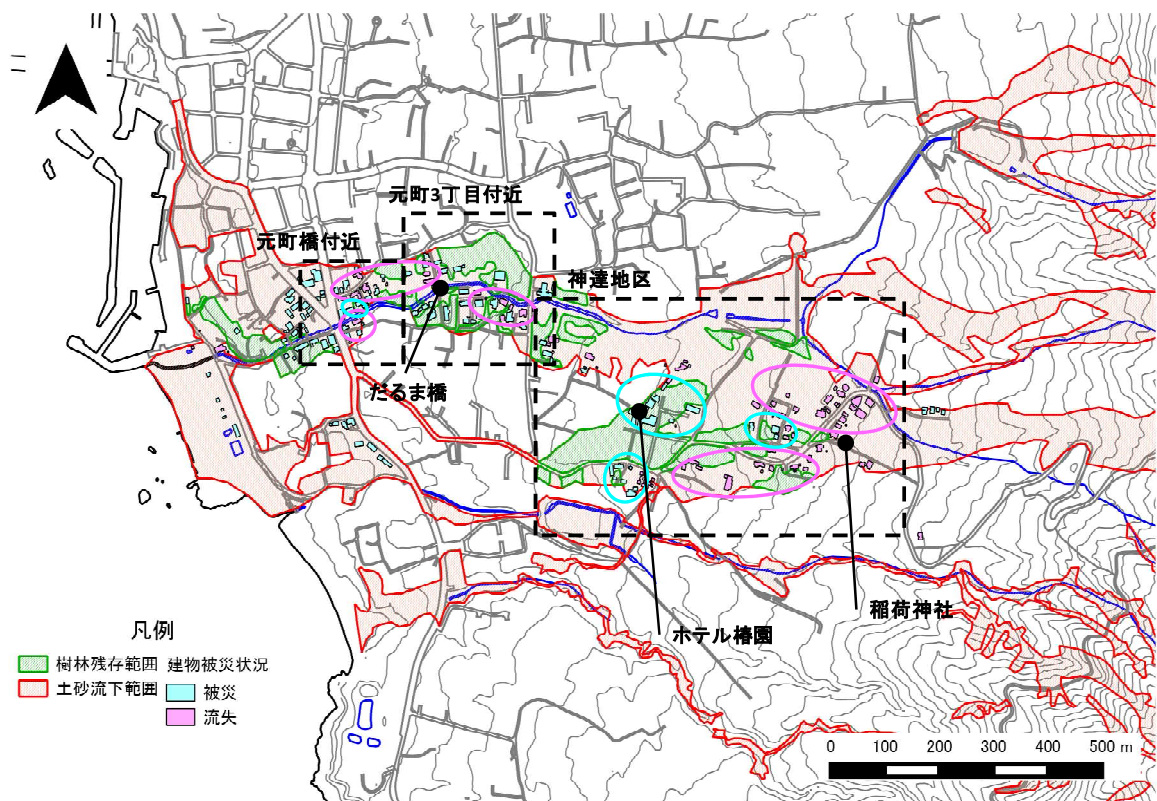 元町3丁目付近
元町橋付近
神達地区
だるま橋
稲荷神社
ホテル椿園
凡例
樹林残存範囲 建物被災状況
土砂流下範囲 被災
流失
0 100 200 300 400 500 m